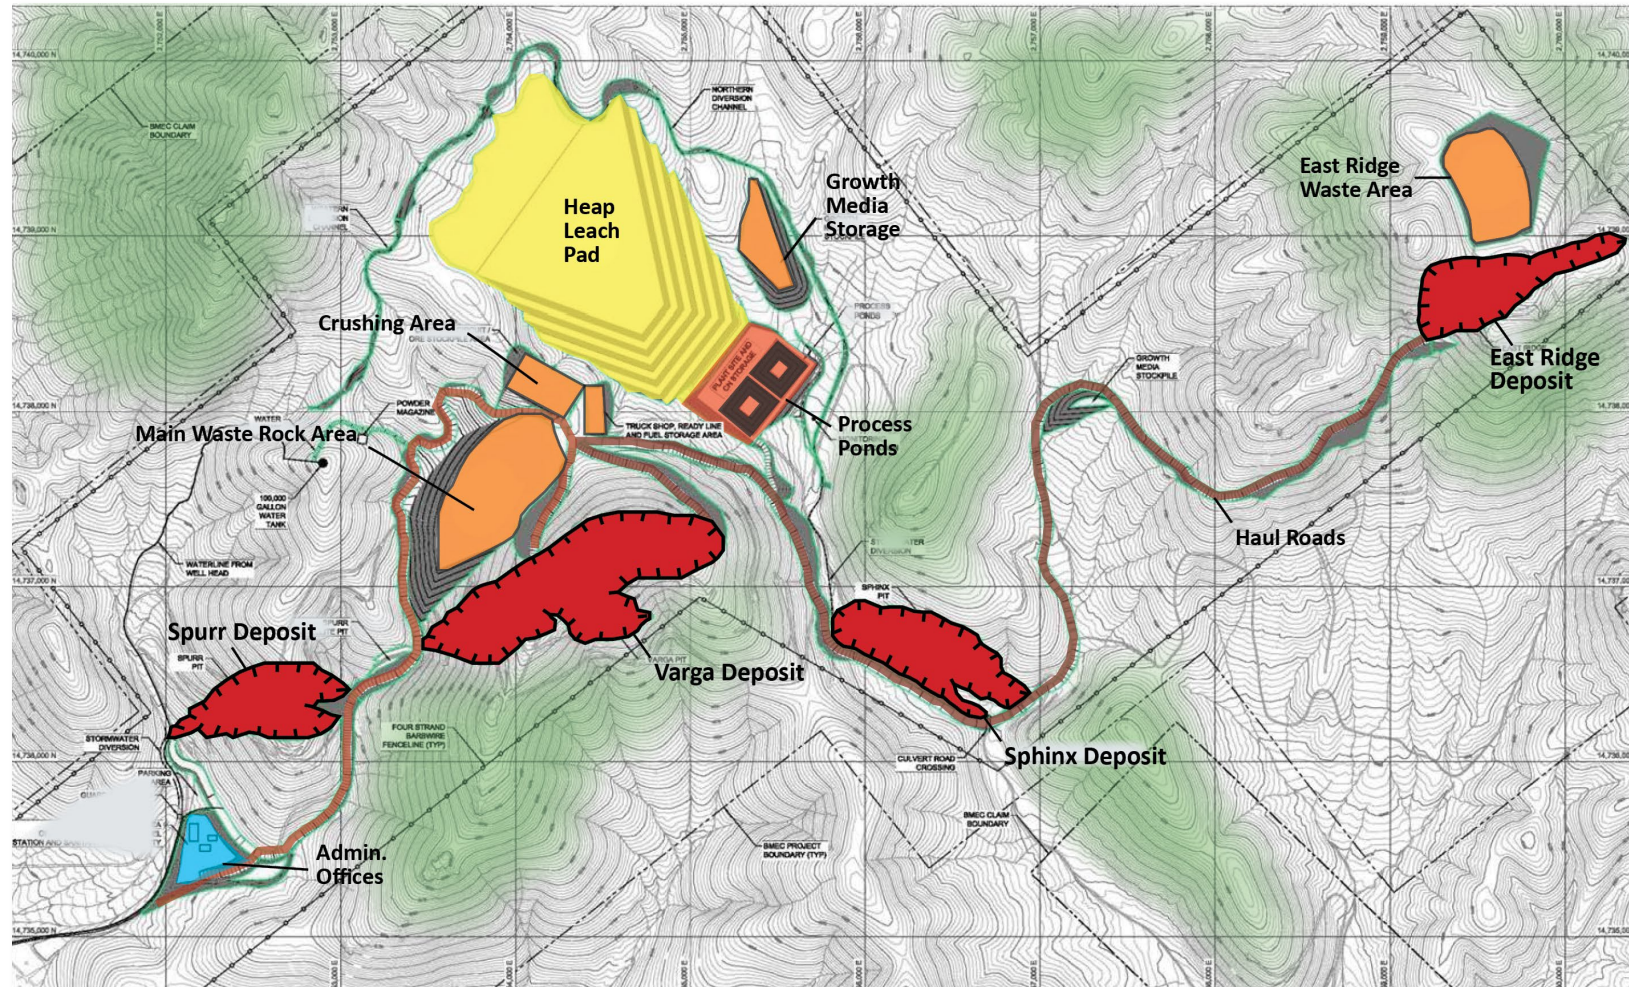 14,740,000 N
BMEC CLAIM
BOUNDARY
NORTHERN
DIVERSION
CHANNEL
East Ridge
Waste Area
Growth
Media
Storage
Heap
Leach
Pad
14,739,000 N
PROCESS
PONDS
Crushing Area
ORE STOCKPILE AREA
PLANT SITE AND
CN STORAGE
GROWTH
MEDIA
STOCKPILE
East Ridge
Deposit
14,738,000 N
POWDER
MAGAZINE
WATER
Main Waste Rock Area
TRUCK SHOP, READY LINE
AND FUEL STORAGE AREA
Process
Ponds
100,000
GALLON
WATER
TANK
Haul Roads
DIVERSION
WATERLINE FROM
WELL HEAD
14,737,000 N
SPHINX
PIT
Spurr Deposit
SPURR
PIT
VARGA PIT
Varga Deposit
FOUR STRAND
BARBWIRE
FENCELINE (TYP)
STORMWATER
DIVERSION
Sphinx Deposit
CULVERT ROAD
CROSSING
PARKING
AREA
BMEC CLAIM
BOUNDARY
BMEC PROJECT
BOUNDARY (TYP)
Admin.
Offices
14,735,000 N